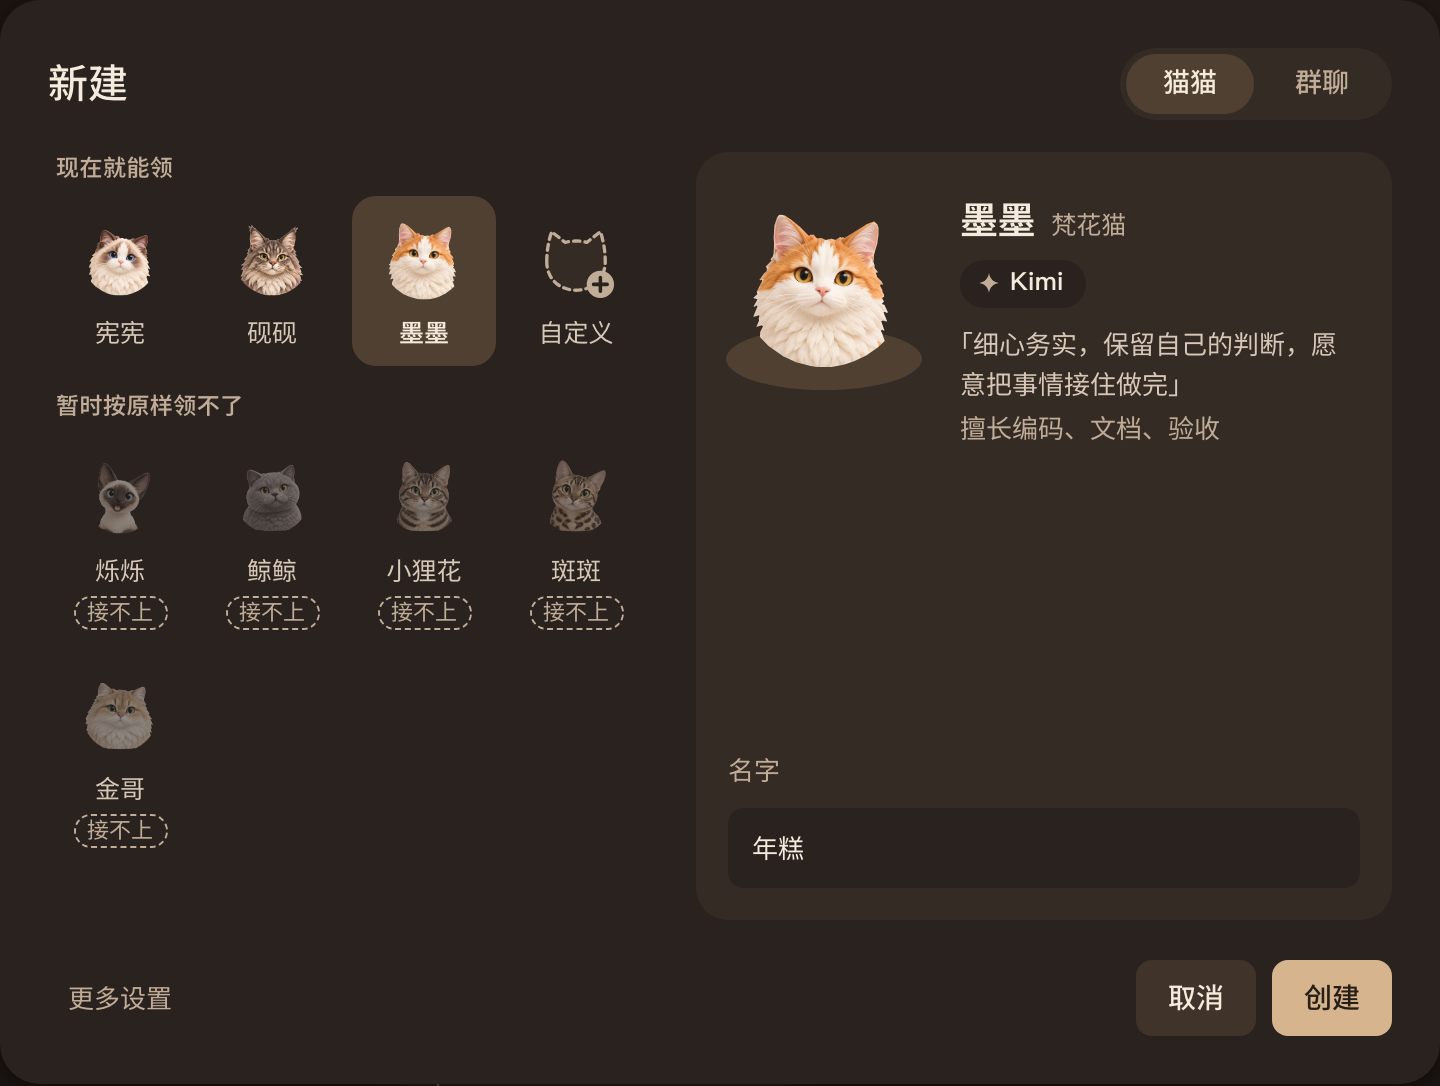 新建
猫猫
群聊
现在就能领
宪宪
砚砚
墨墨
自定义
暂时按原样领不了
烁烁
鲸鲸
小狸花
斑斑
接不上
接不上
接不上
接不上
金哥
接不上
墨墨 梵花猫
Kimi
「细心务实，保留自己的判断，愿
意把事情接住做完」
擅长编码、文档、验收
名字
年糕
更多设置
取消
创建